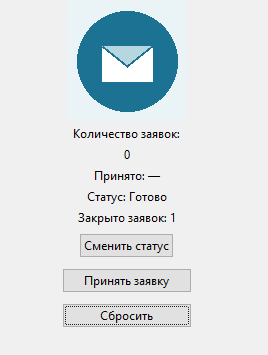 Количество заявок:
0
Принято: —
Статус: Готово
Закрыто заявок: 1
Сменить статус
Принять заявку
Сбросить